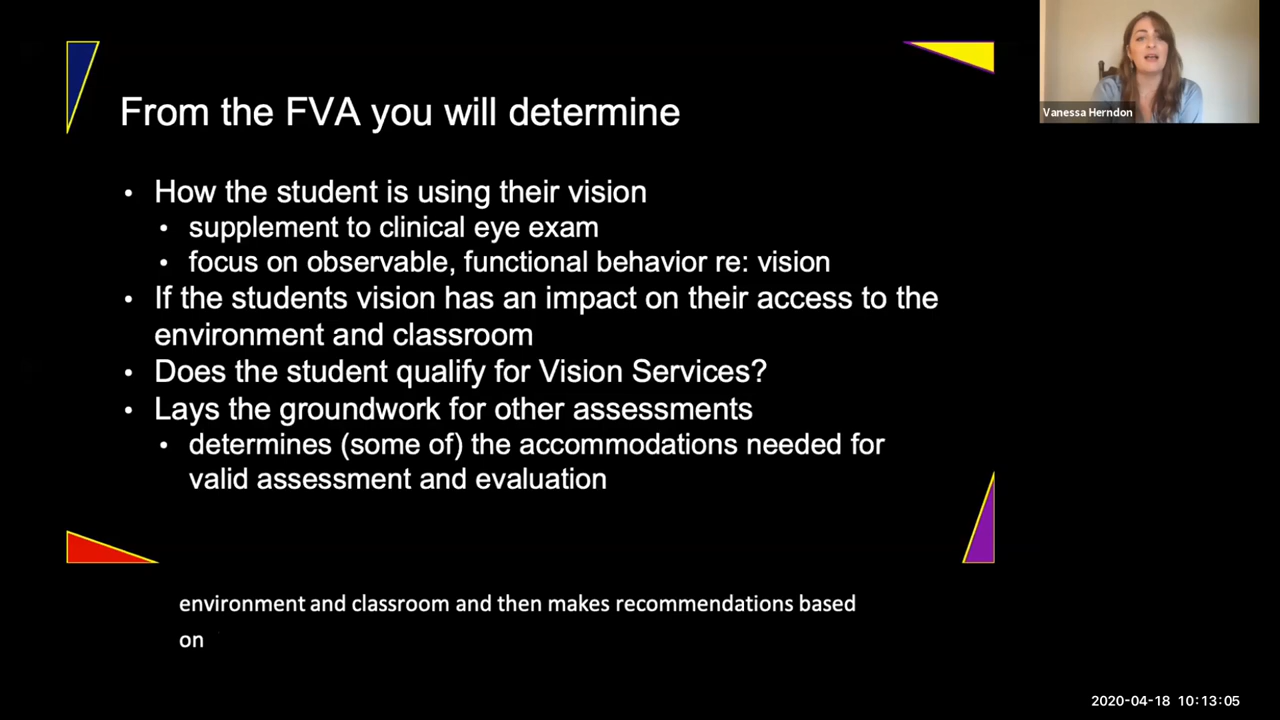 From the FVA you will determine
Vanessa Herndon
• How the student is using their vision
• supplement to clinical eye exam
• focus on observable, functional behavior re: vision
• If the students vision has an impact on their access to the
environment and classroom
• Does the student qualify for Vision Services?
• Lays the groundwork for other assessments
• determines (some of) the accommodations needed for
valid assessment and evaluation
environment and classroom and then makes recommendations based
on
2020-04-18 10:13:05